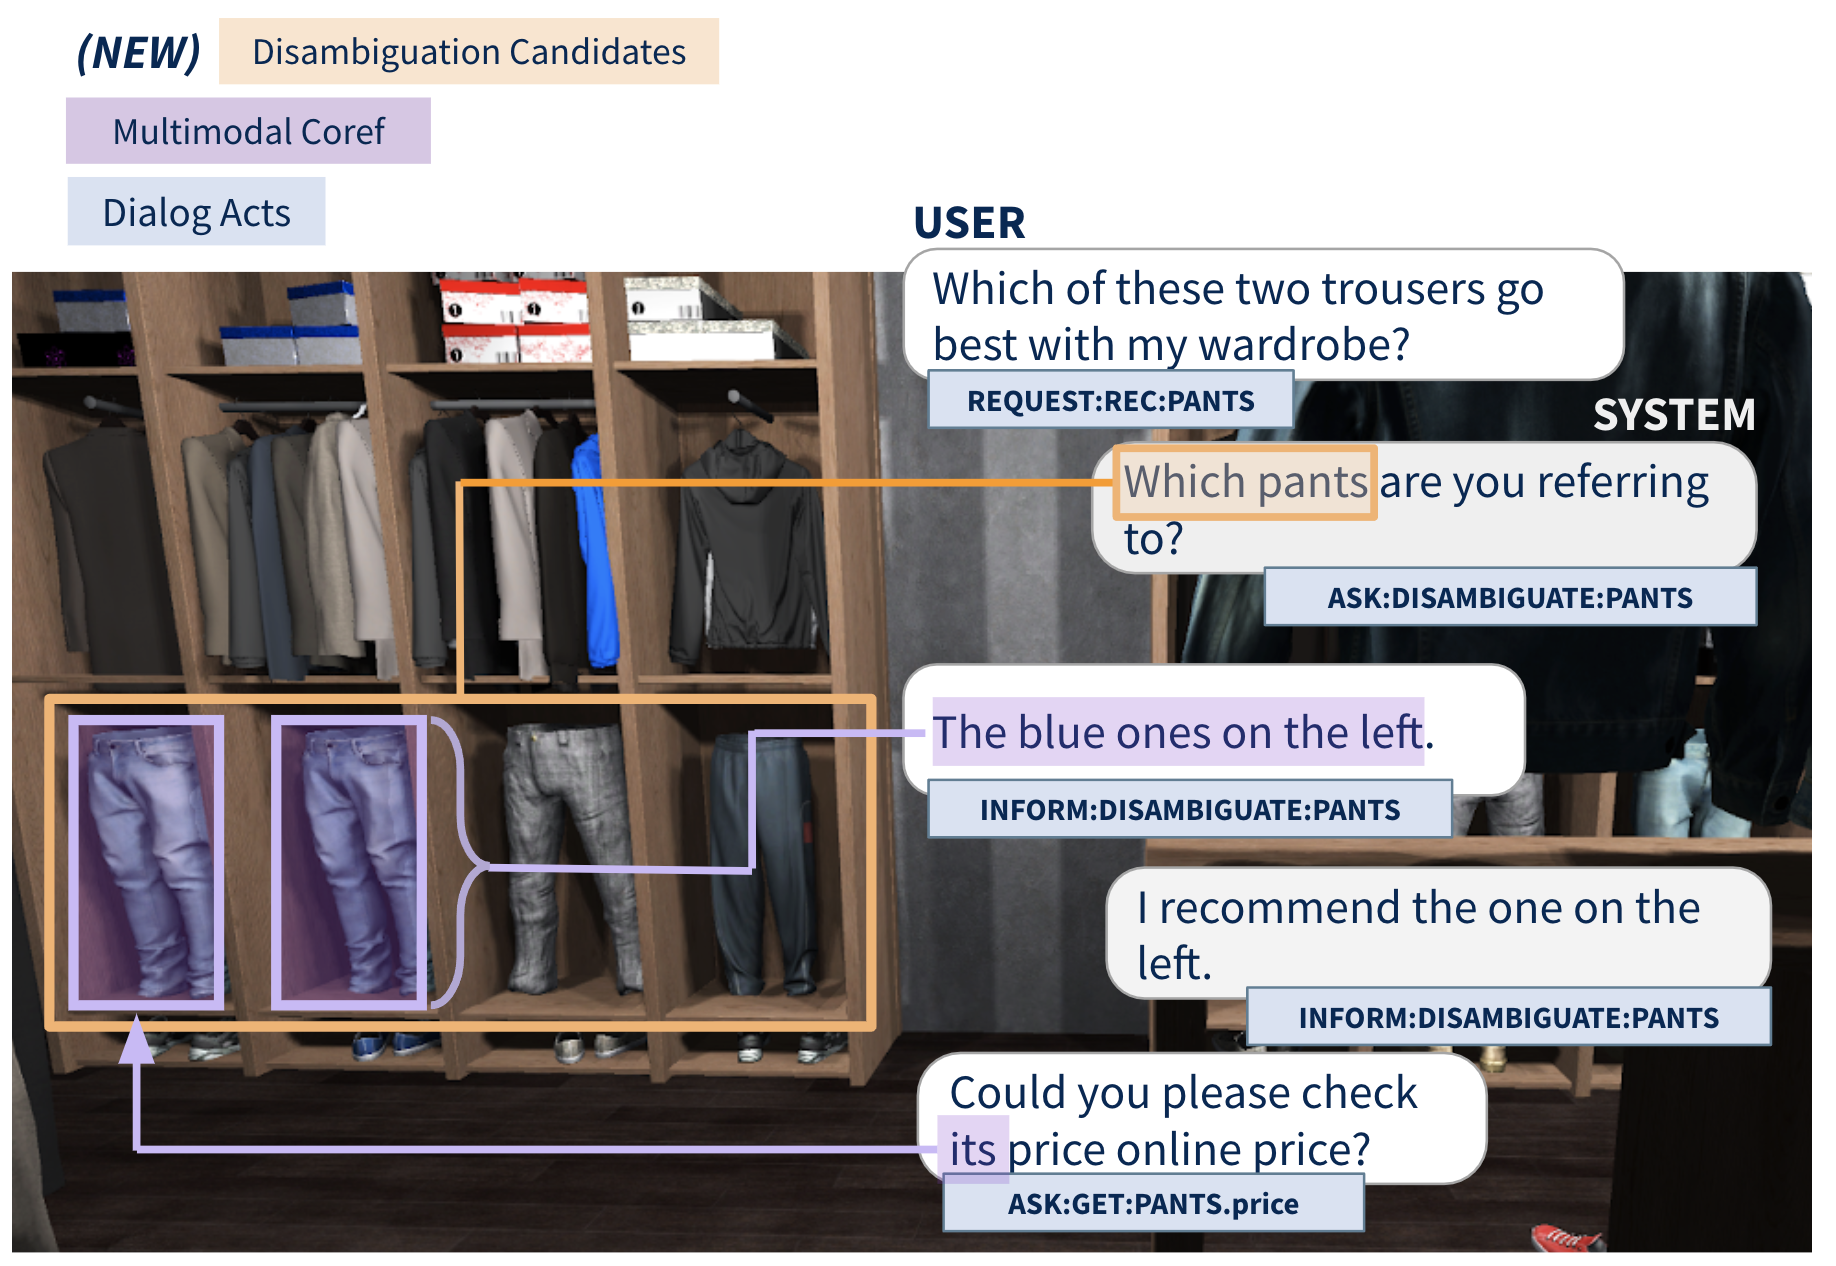 (NEW) Disambiguation Candidates
Multimodal Coref
Dialog Acts
USER
Which of these two trousers go
best with my wardrobe?
REQUEST:REC:PANTS
SYSTEM
Which pants are you referring
to?
ASK:DISAMBIGUATE:PANTS
The blue ones on the left.
INFORM:DISAMBIGUATE:PANTS
I recommend the one on the
left.
INFORM:DISAMBIGUATE:PANTS
Could you please check
its price online price?
ASK:GET:PANTS.price